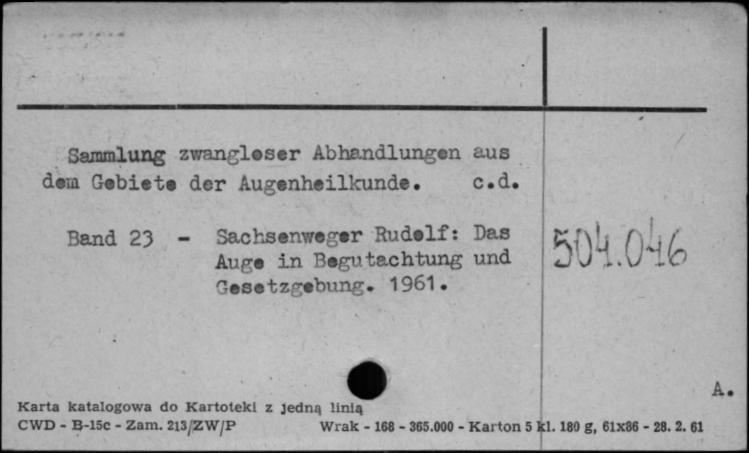 Sammlung zwangloser Abhandlungen aus
dem Gebiete der Augenheilkunde. c.d.
Band 23 - Sachsenweger Rudolf: Das
Auge in Begutachtung und
Gesetzgebung. 1961.
504.046
A.
Karta katalogowa do Kartoteki z jedną linią
CWD - B-15c - Zam. 213/ZW/P Wrak - 168 - 365.000 - Karton 5 kl. 180 g, 61x86 - 28. 2. 61